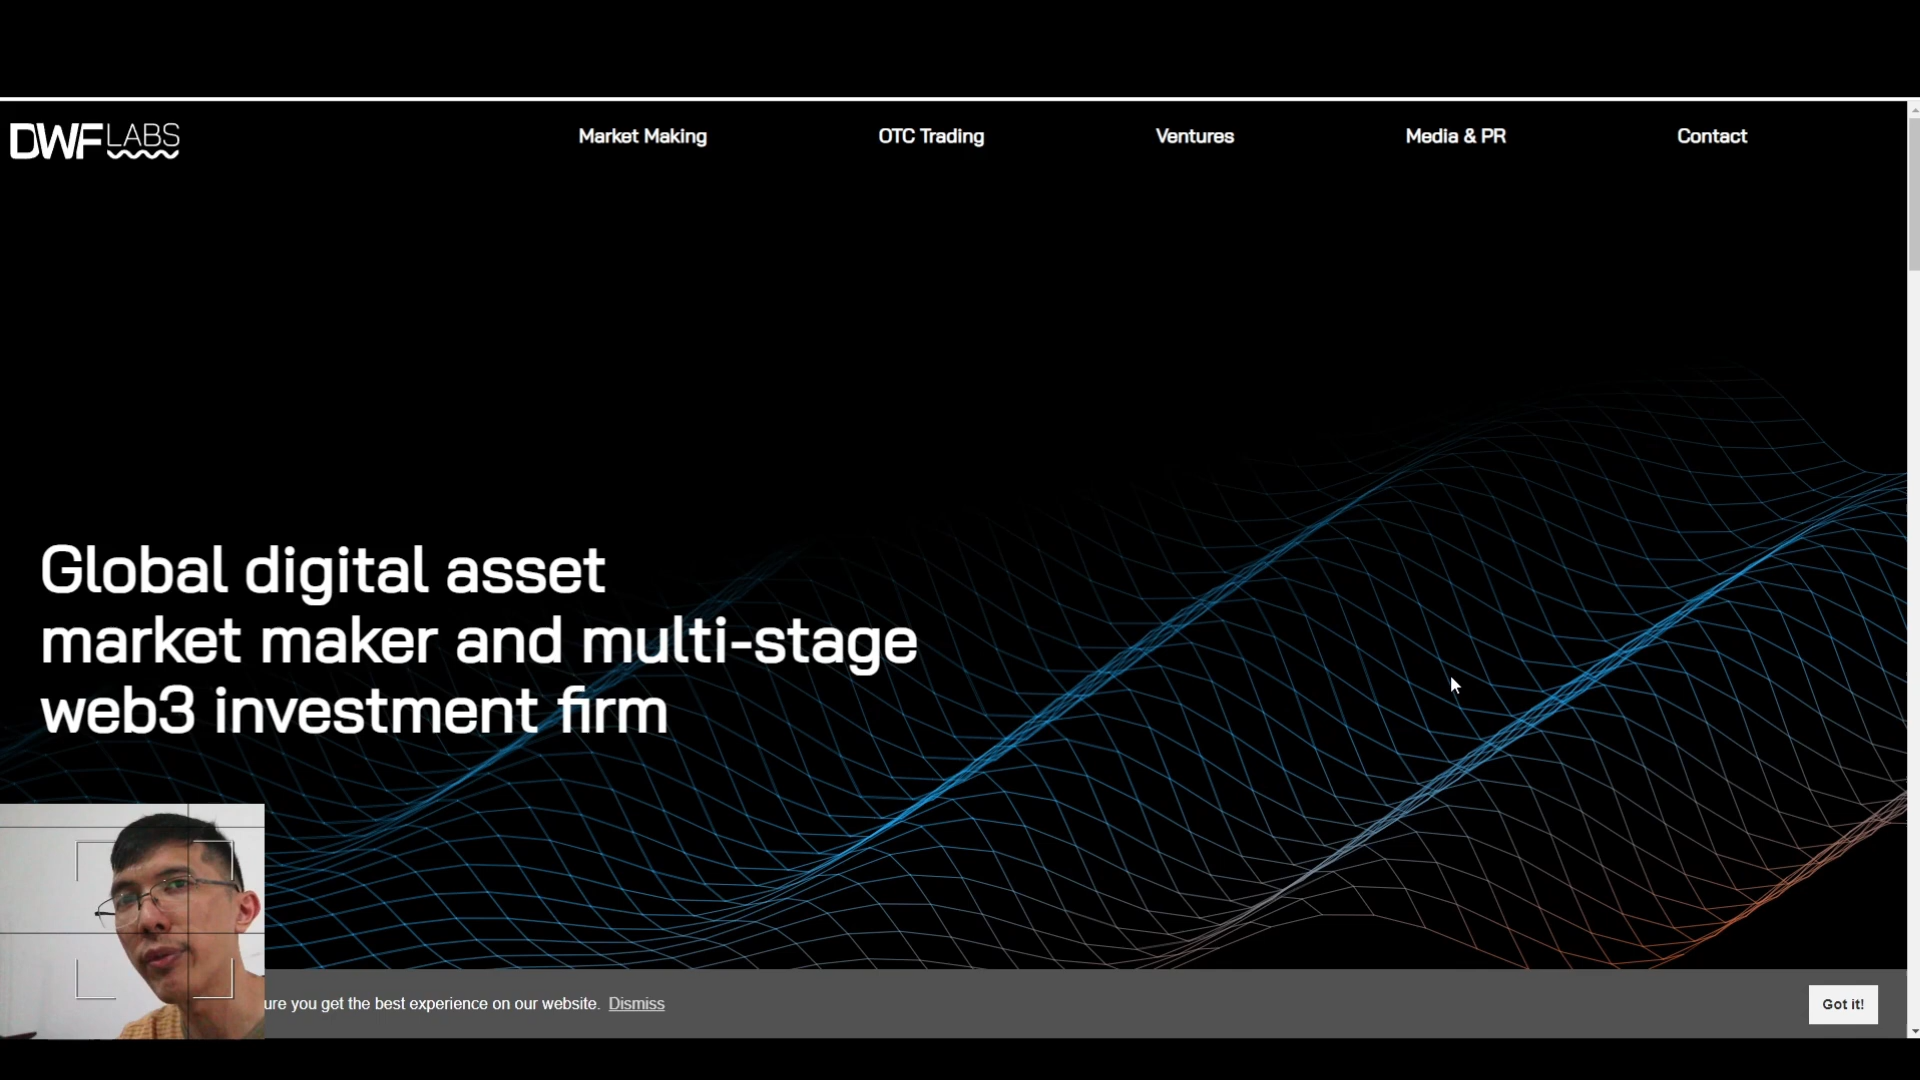 DWF LABS
Market Making
OTC Trading
Ventures
Media & PR
Contact
Global digital asset
market maker and multi-stage
web3 investment firm
ure you get the best experience on our website. Dismiss
Got it!